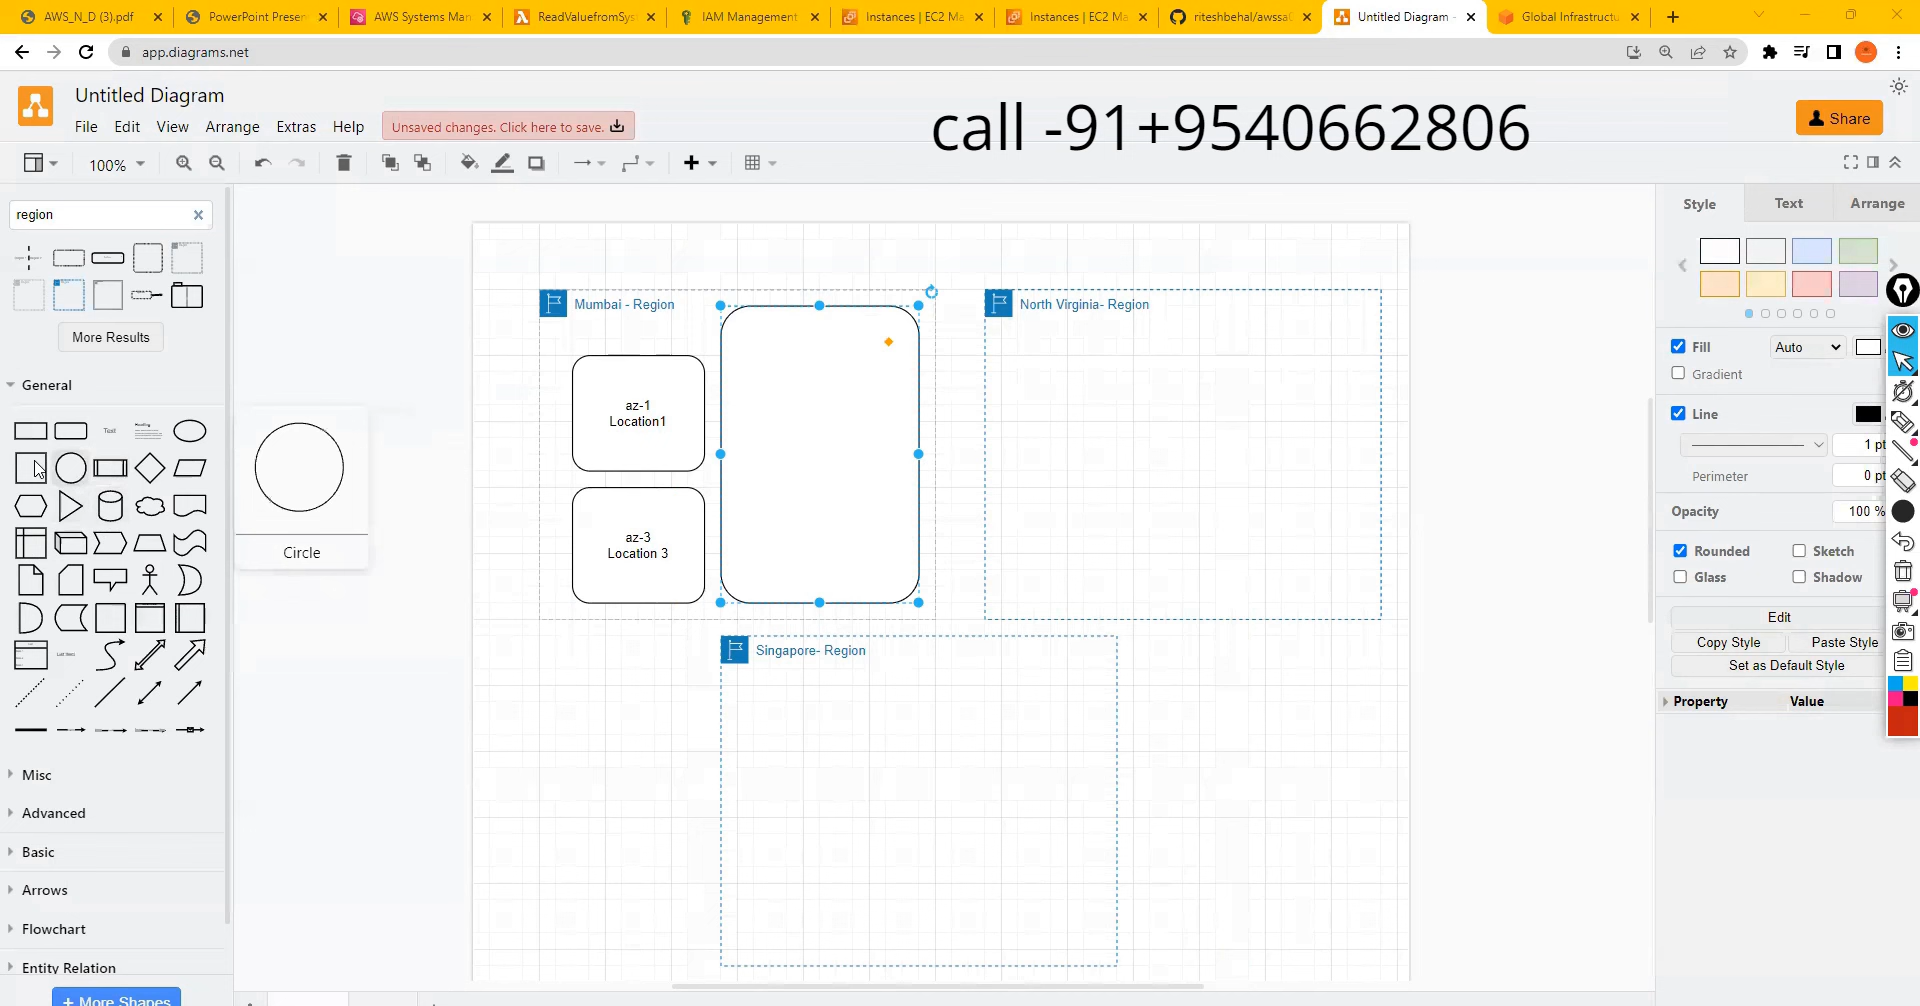 AWS_N_D (3).pdf
PowerPoint Presen
AWS Systems Man
ReadValuefromSys
IAM Management
Instances | EC2 Ma
Instances | EC2 Ma
riteshbehal/awssa
Untitled Diagram -
Global Infrastructu
app.diagrams.net
Untitled Diagram
File Edit View Arrange Extras Help
Unsaved changes. Click here to save.
call -91+9540662806
Share
100%
region
More Results
General
Text
Heading
List Item
Circle
Misc
Advanced
Basic
Arrows
Flowchart
Entity Relation
+ More Shapes
Mumbai - Region
az-1
Location1
az-3
Location 3
North Virginia- Region
Singapore- Region
Style Text Arrange
Fill Auto
Gradient
Line
1 pt
Perimeter 0 pt
Opacity 100 %
Rounded Sketch
Glass Shadow
Edit
Copy Style Paste Style
Set as Default Style
Property Value